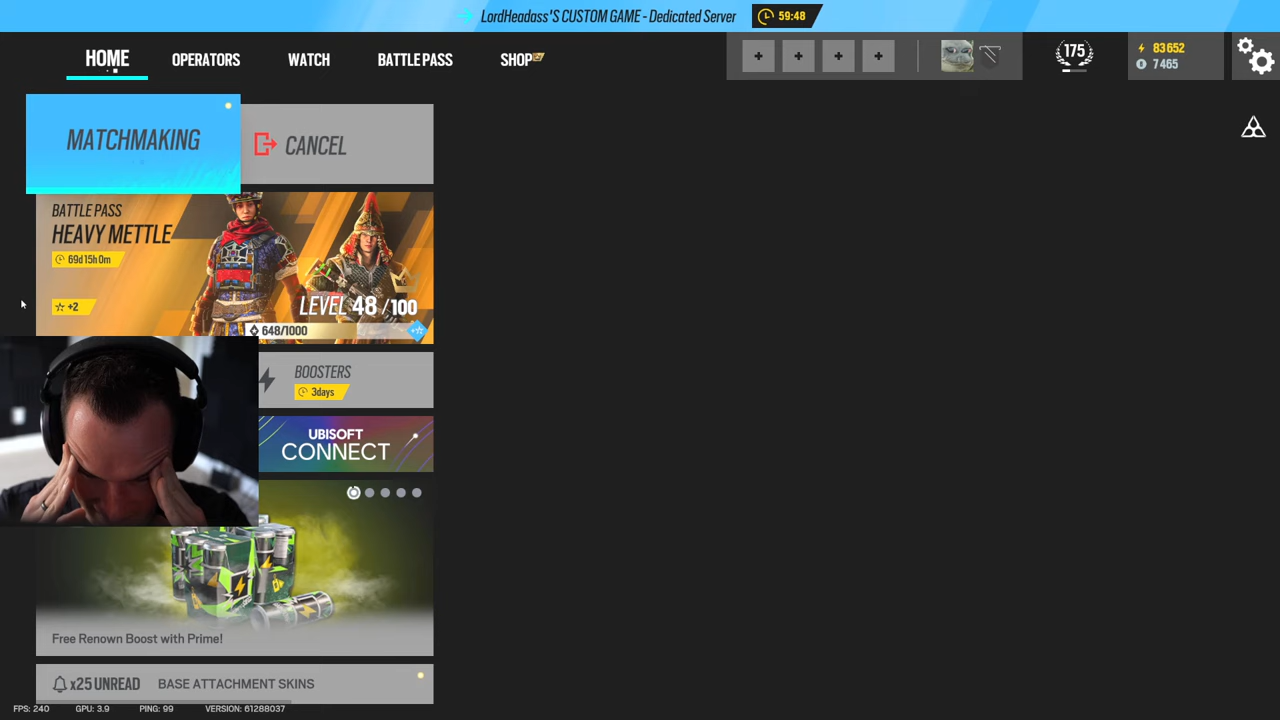 LordHeadass'S CUSTOM GAME - Dedicated Server
59:48
HOME
OPERATORS
WATCH
BATTLE PASS
SHOP
175
83652
7465
MATCHMAKING
CANCEL
BATTLE PASS
HEAVY METTLE
69d 15h 0m
+2
LEVEL 48 /100
648/1000
BOOSTERS
3days
UBISOFT
CONNECT
Free Renown Boost with Prime!
x25 UNREAD
BASE ATTACHMENT SKINS
FPS: 240
GPU: 3.9
PING: 99
VERSION: 61288037